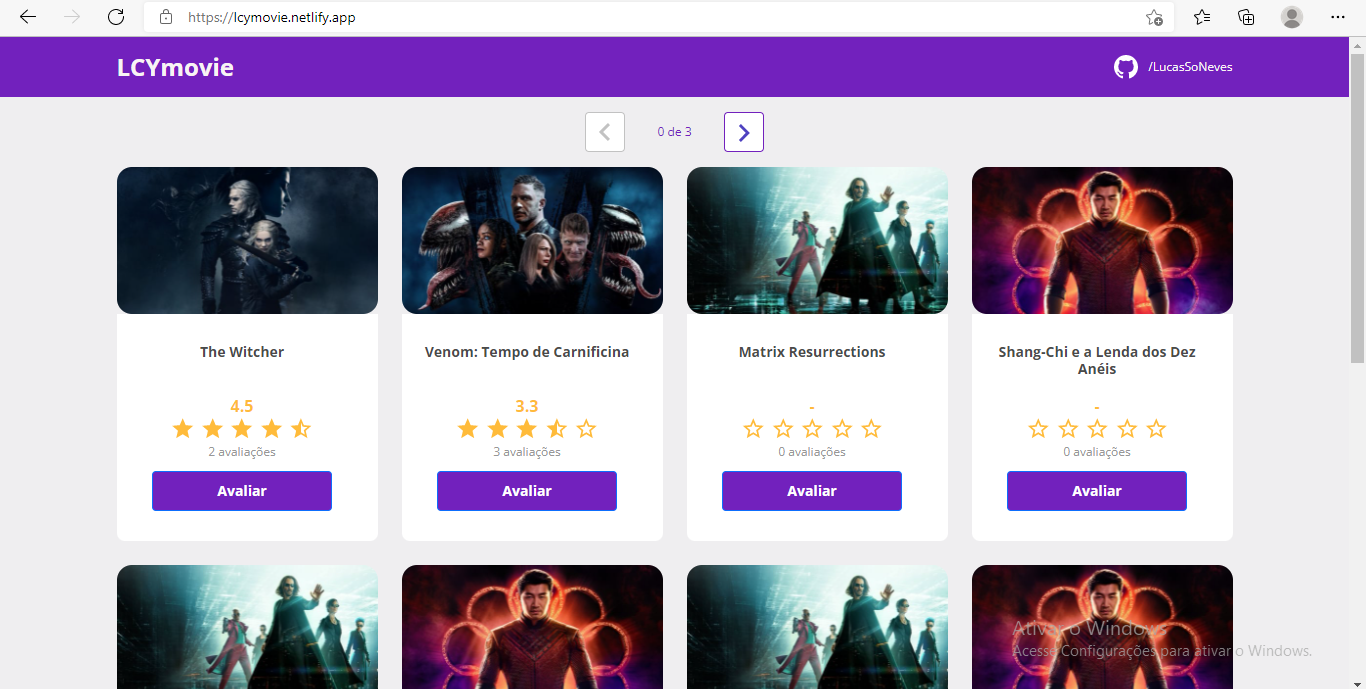 https://lcymovie.netlify.app
LCYmovie
/LucasSoNeves
0 de 3
The Witcher
Venom: Tempo de Carnificina
Matrix Resurrections
Shang-Chi e a Lenda dos Dez
Anéis
4.5
3.3
-
-
2 avaliações
3 avaliações
0 avaliações
0 avaliações
Avaliar
Avaliar
Avaliar
Avaliar
Ativar o Windows
Acesse Configurações para ativar o Windows.